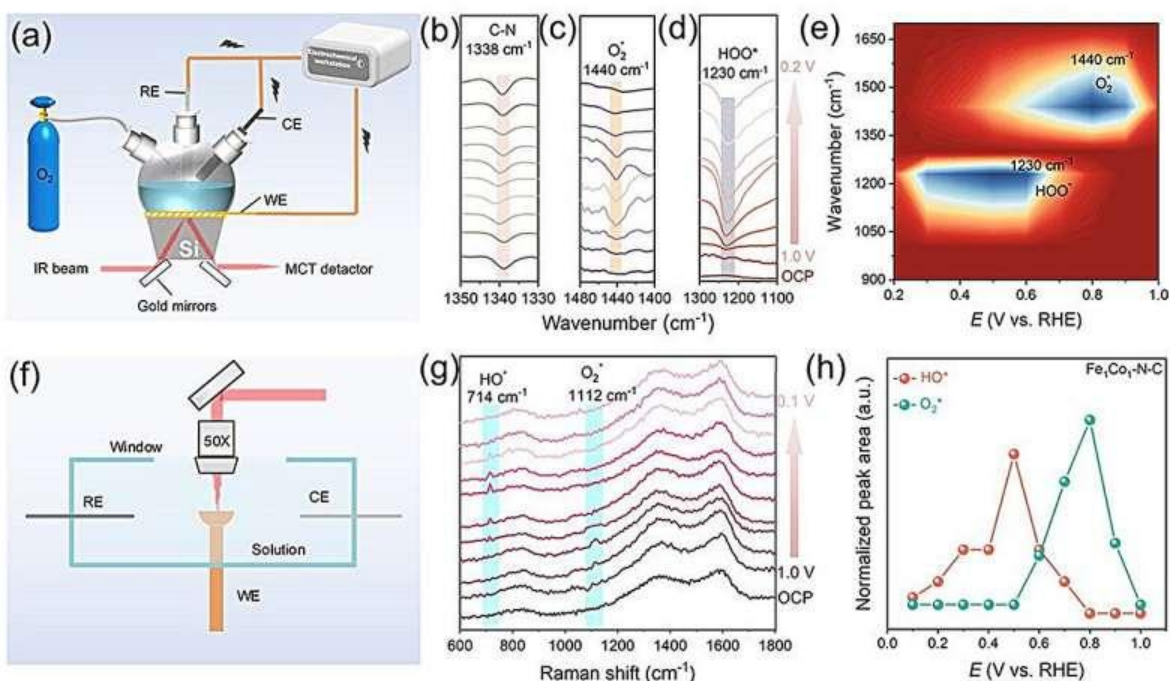 (a)
Electrochemical
workstation
RE
CE
O₂
WE
Si
IR beam
MCT detactor
Gold mirrors
(b)
C-N
1338 cm⁻¹
1350 1340 1330
(c)
O₂*
1440 cm⁻¹
1480 1440 1400
(d)
HOO*
1230 cm⁻¹
0.2 V
1.0 V
OCP
1300 1200 1100
Wavenumber (cm⁻¹)
(e)
1650
1500
1350
1200
1050
900
Wavenumber (cm⁻¹)
1440 cm⁻¹
O₂*
1230 cm⁻¹
HOO*
0.2 0.4 0.6 0.8 1.0
E (V vs. RHE)
(f)
50X
Window
RE
CE
Solution
WE
(g)
HO*
714 cm⁻¹
O₂*
1112 cm⁻¹
0.1 V
1.0 V
OCP
600 800 1000 1200 1400 1600 1800
Raman shift (cm⁻¹)
(h)
Fe₁Co₁-N-C
HO*
O₂*
Normalized peak area (a.u.)
0.0 0.2 0.4 0.6 0.8 1.0
E (V vs. RHE)